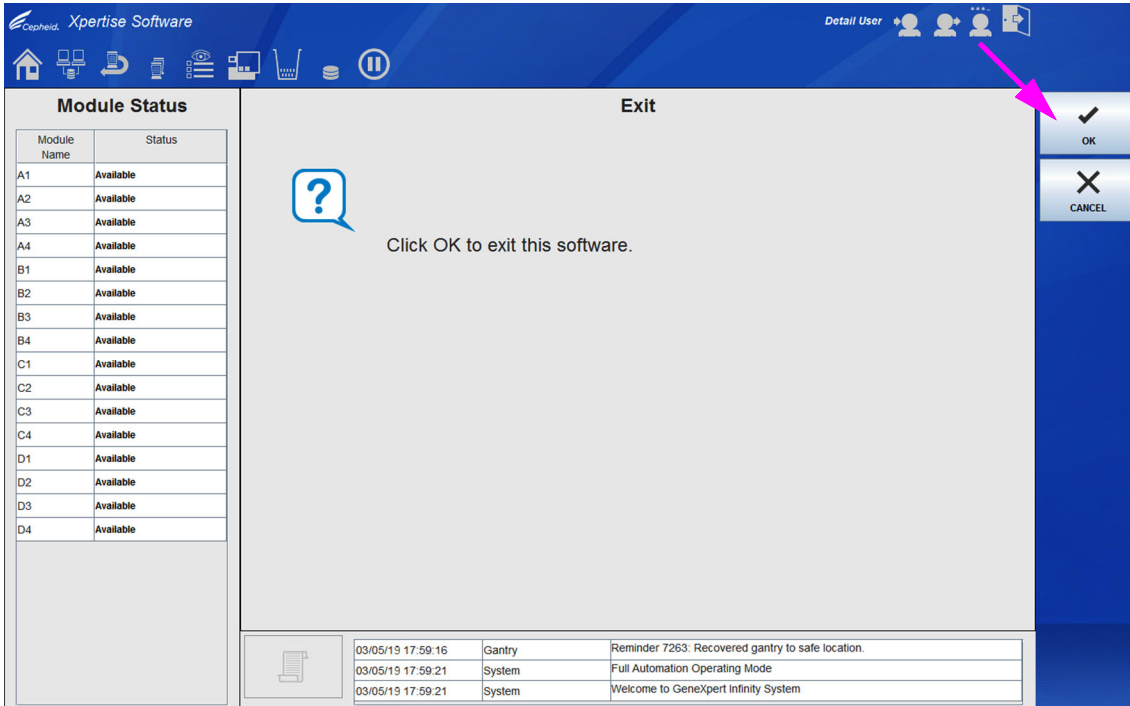 Cepheid. Xpertise Software
Detail User
Module Status
Exit
OK
CANCEL
Module Name Status
A1 Available
A2 Available
A3 Available
A4 Available
B1 Available
B2 Available
B3 Available
B4 Available
C1 Available
C2 Available
C3 Available
C4 Available
D1 Available
D2 Available
D3 Available
D4 Available
?
Click OK to exit this software.
03/05/19 17:59:16 Gantry Reminder 7263: Recovered gantry to safe location.
03/05/19 17:59:21 System Full Automation Operating Mode
03/05/19 17:59:21 System Welcome to GeneXpert Infinity System